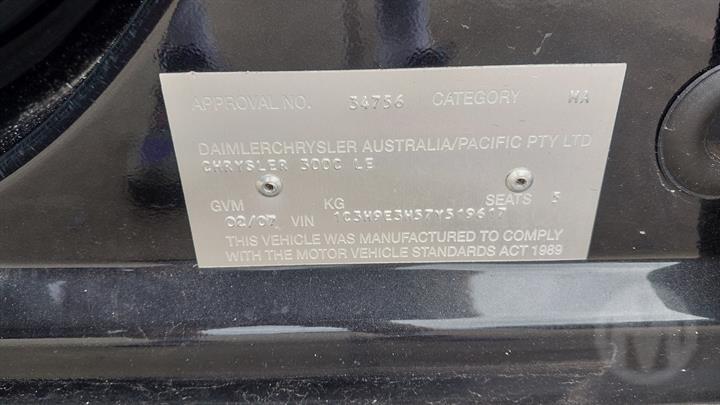 APPROVAL NO. 34756 CATEGORY MA
DAIMLERCHRYSLER AUSTRALIA/PACIFIC PTY LTD
CHRYSLER 300C LE
GVM KG SEATS 5
02/07 VIN 1C3H9E3H57Y519617
THIS VEHICLE WAS MANUFACTURED TO COMPLY
WITH THE MOTOR VEHICLE STANDARDS ACT 1989